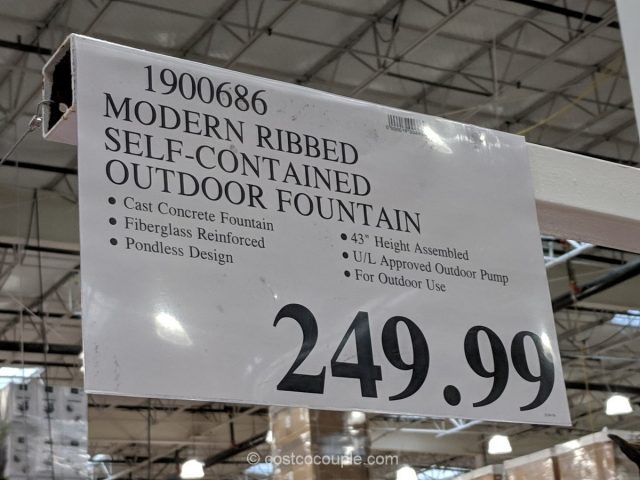 1900686
MODERN RIBBED
SELF-CONTAINED
OUTDOOR FOUNTAIN
• Cast Concrete Fountain
• Fiberglass Reinforced
• Pondless Design
• 43" Height Assembled
• U/L Approved Outdoor Pump
• For Outdoor Use
249.99
© costcocouple.com